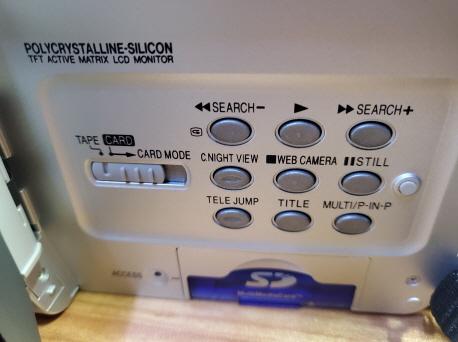 POLYCRYSTALLINE-SILICON
TFT ACTIVE MATRIX LCD MONITOR
SEARCH− SEARCH+
TAPE CARD
CARD MODE
C.NIGHT VIEW WEB CAMERA STILL
TELE JUMP TITLE MULTI/P-IN-P
ACCESS
SD
MultiMediaCard™